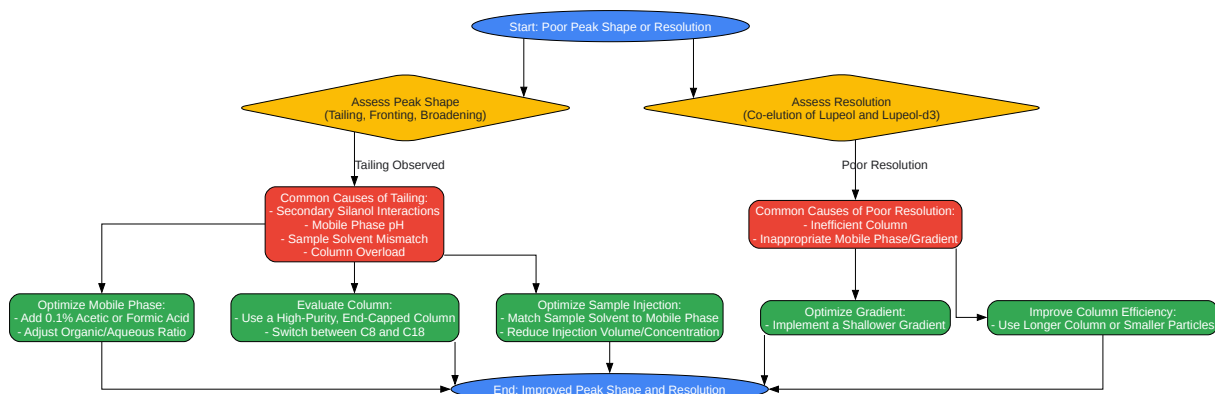 Start: Poor Peak Shape or Resolution
Assess Peak Shape
(Tailing, Fronting, Broadening)
Assess Resolution
(Co-elution of Lupeol and Lupeol-d3)
Tailing Observed
Poor Resolution
Common Causes of Tailing:
- Secondary Silanol Interactions
- Mobile Phase pH
- Sample Solvent Mismatch
- Column Overload
Common Causes of Poor Resolution:
- Inefficient Column
- Inappropriate Mobile Phase/Gradient
Optimize Mobile Phase:
- Add 0.1% Acetic or Formic Acid
- Adjust Organic/Aqueous Ratio
Evaluate Column:
- Use a High-Purity, End-Capped Column
- Switch between C8 and C18
Optimize Sample Injection:
- Match Sample Solvent to Mobile Phase
- Reduce Injection Volume/Concentration
Optimize Gradient:
- Implement a Shallower Gradient
Improve Column Efficiency:
- Use Longer Column or Smaller Particles
End: Improved Peak Shape and Resolution